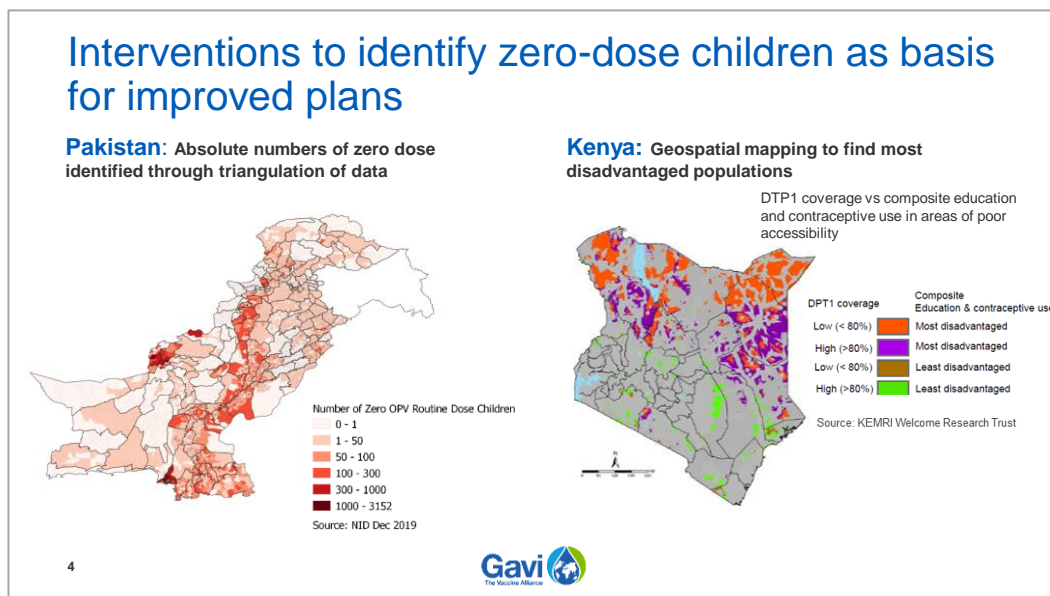 Interventions to identify zero-dose children as basis
for improved plans
Pakistan: Absolute numbers of zero dose
identified through triangulation of data
Number of Zero OPV Routine Dose Children
0 - 1
1 - 50
50 - 100
100 - 300
300 - 1000
1000 - 3152
Source: NID Dec 2019
Kenya: Geospatial mapping to find most
disadvantaged populations
DTP1 coverage vs composite education
and contraceptive use in areas of poor
accessibility
DPT1 coverage
Composite
Education & contraceptive use
Low (< 80%) Most disadvantaged
High (>80%) Most disadvantaged
Low (< 80%) Least disadvantaged
High (>80%) Least disadvantaged
Source: KEMRI Welcome Research Trust
N
4
Gavi
The Vaccine Alliance